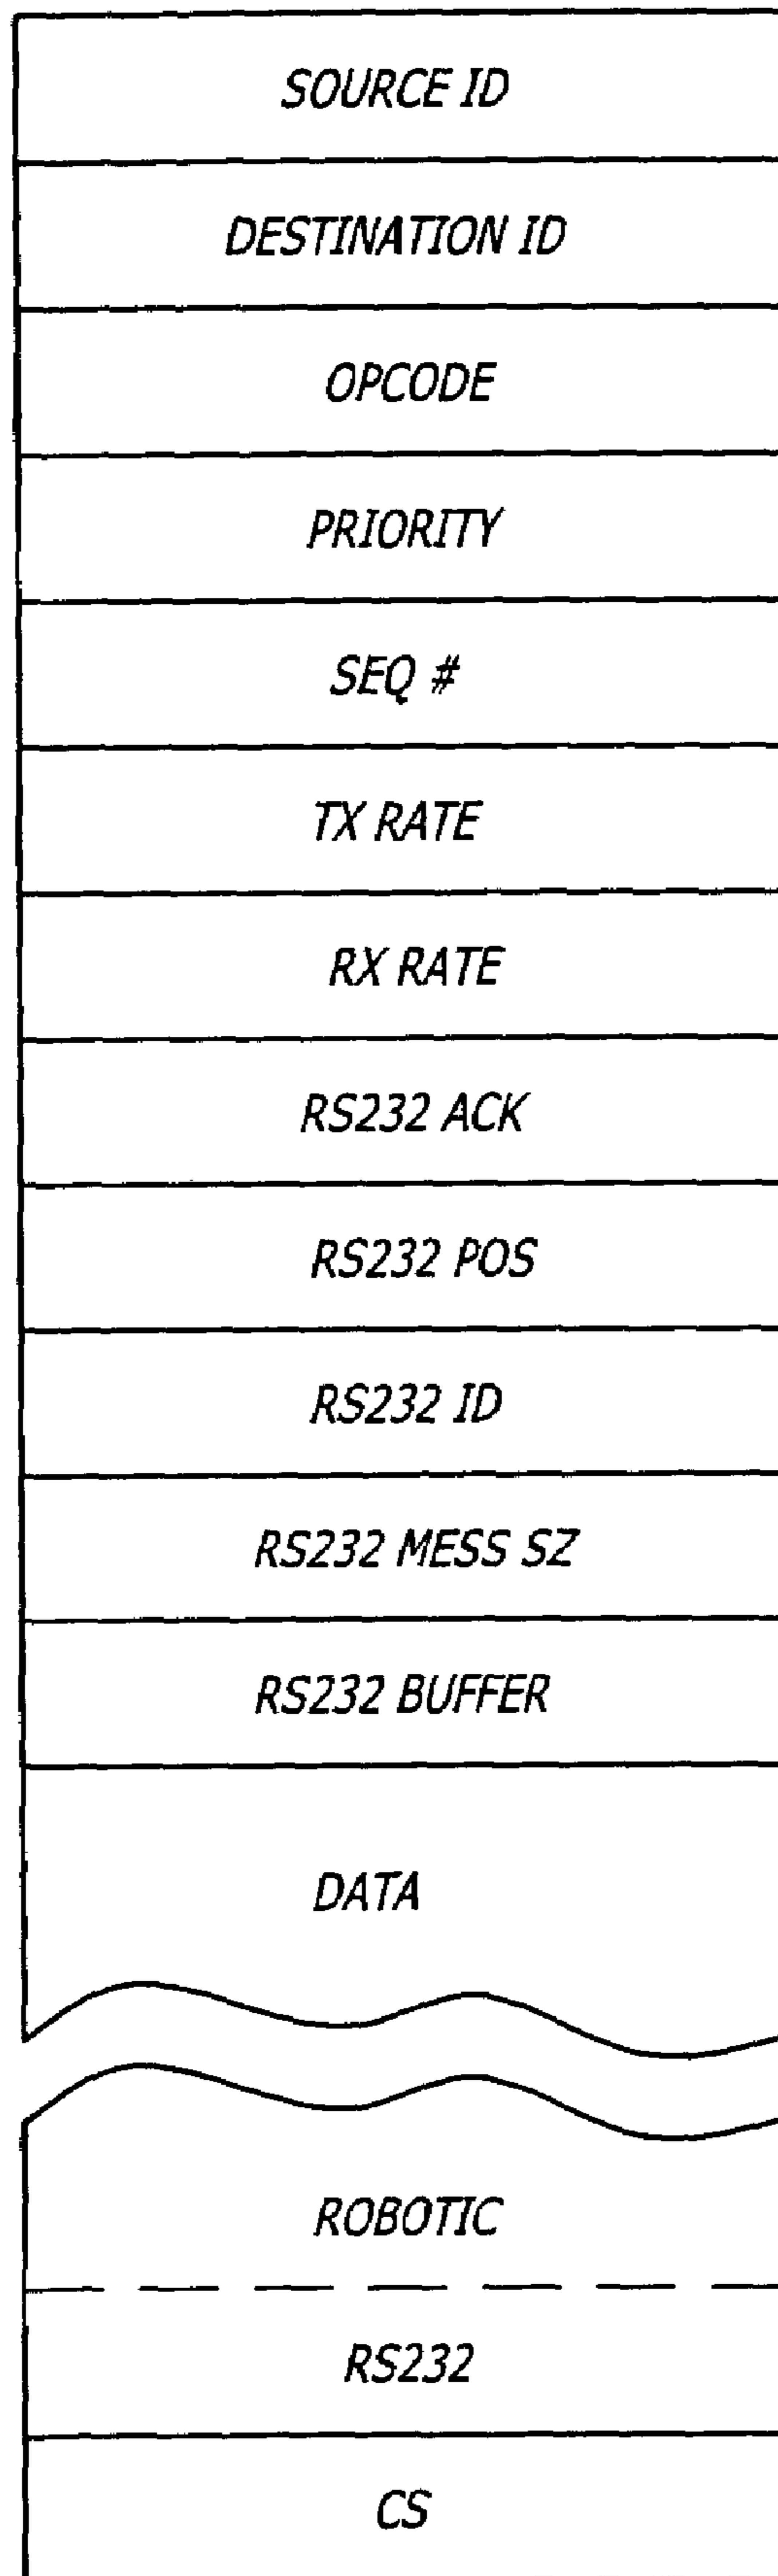 SOURCE ID
DESTINATION ID
OPCODE
PRIORITY
SEQ #
TX RATE
RX RATE
RS232 ACK
RS232 POS
RS232 ID
RS232 MESS SZ
RS232 BUFFER
DATA
ROBOTIC
RS232
CS